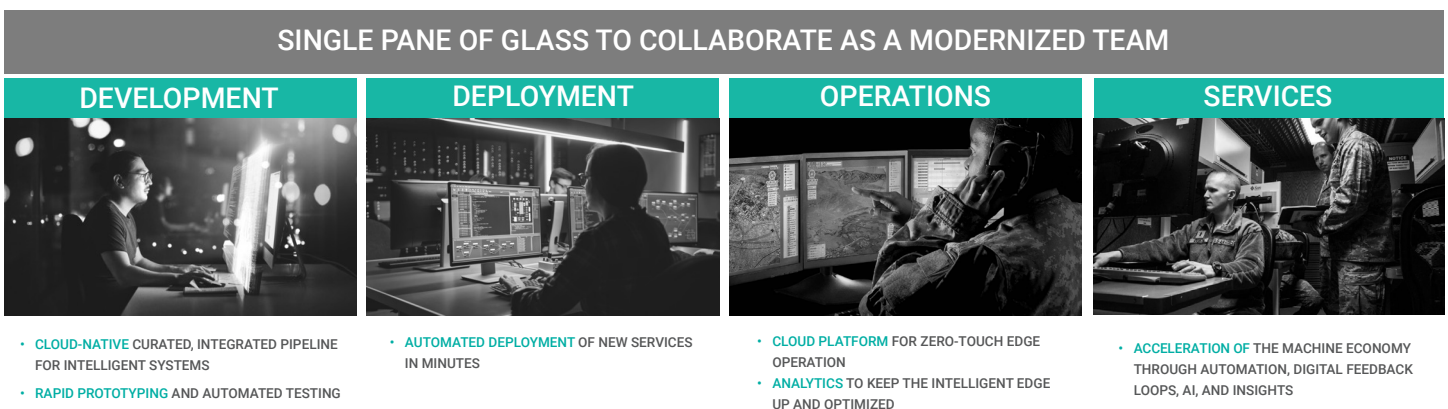 SINGLE PANE OF GLASS TO COLLABORATE AS A MODERNIZED TEAM
DEVELOPMENT
• CLOUD-NATIVE CURATED, INTEGRATED PIPELINE
FOR INTELLIGENT SYSTEMS
• RAPID PROTOTYPING AND AUTOMATED TESTING
DEPLOYMENT
• AUTOMATED DEPLOYMENT OF NEW SERVICES
IN MINUTES
OPERATIONS
• CLOUD PLATFORM FOR ZERO-TOUCH EDGE
OPERATION
• ANALYTICS TO KEEP THE INTELLIGENT EDGE
UP AND OPTIMIZED
SERVICES
NOTICE
• ACCELERATION OF THE MACHINE ECONOMY
THROUGH AUTOMATION, DIGITAL FEEDBACK
LOOPS, AI, AND INSIGHTS